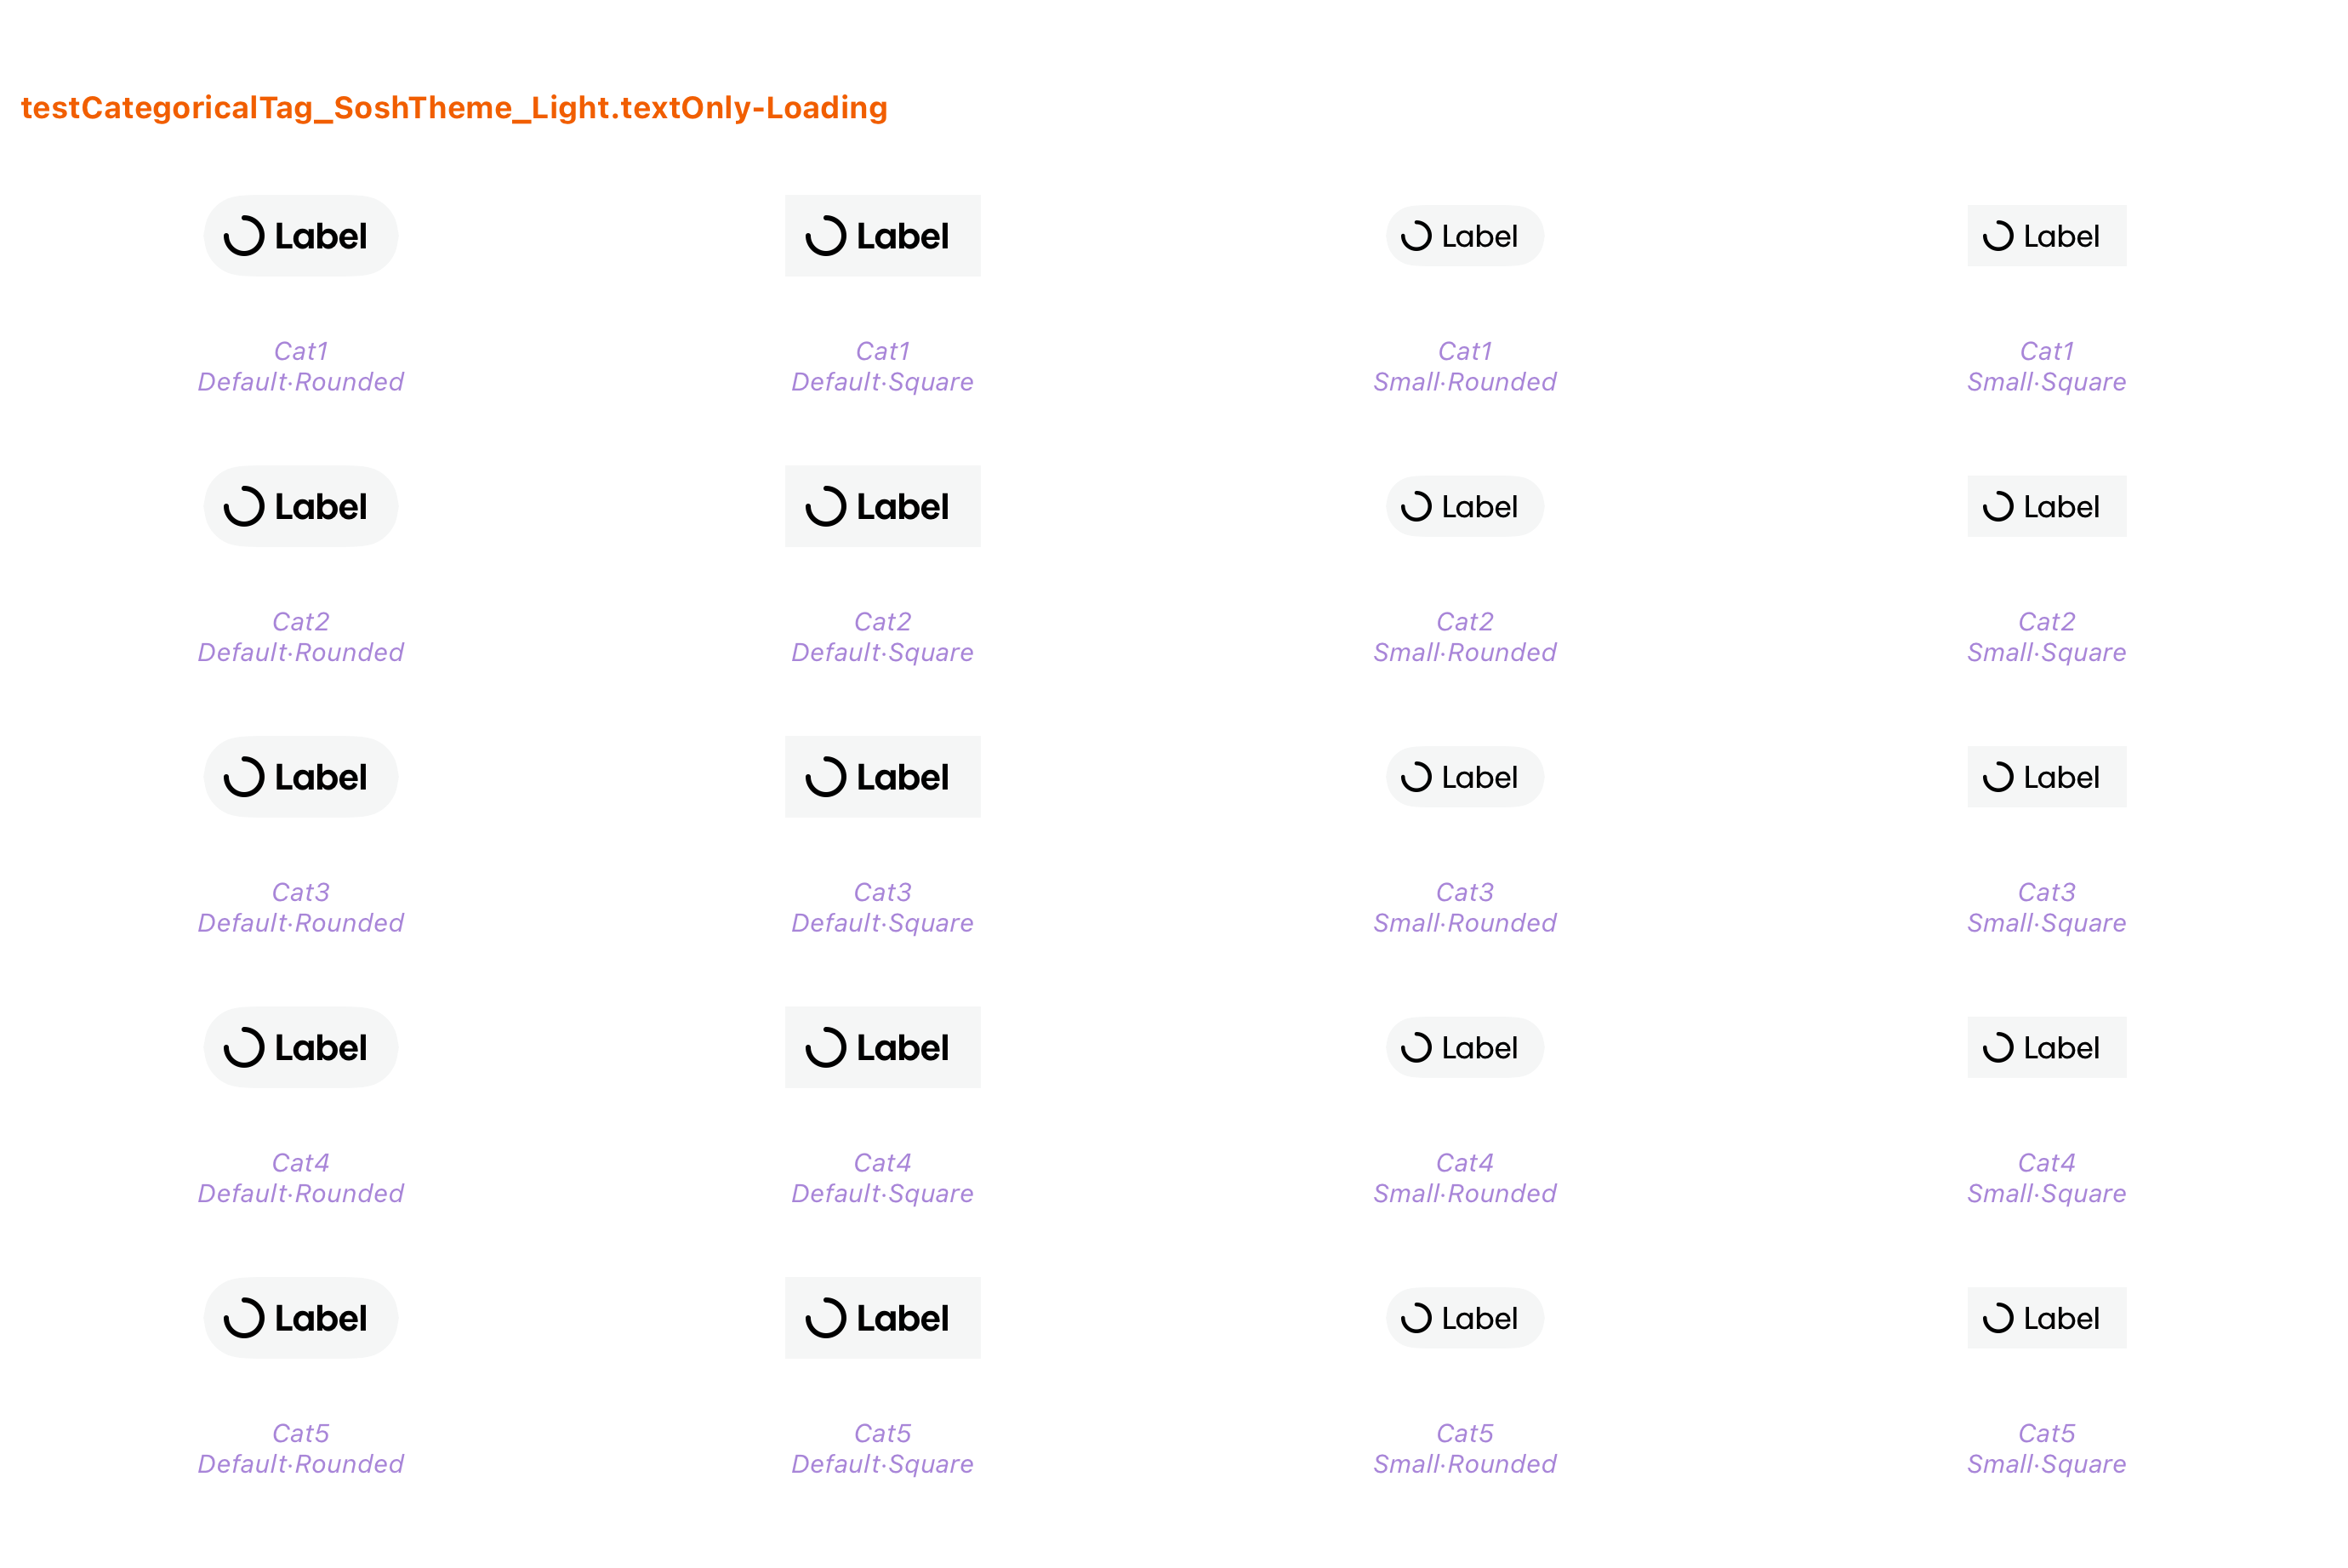 testCategoricalTag_SoshTheme_Light.textOnly-Loading
Label Label Label Label
Cat1 Cat1 Cat1 Cat1
Default·Rounded Default·Square Small·Rounded Small·Square
Label Label Label Label
Cat2 Cat2 Cat2 Cat2
Default·Rounded Default·Square Small·Rounded Small·Square
Label Label Label Label
Cat3 Cat3 Cat3 Cat3
Default·Rounded Default·Square Small·Rounded Small·Square
Label Label Label Label
Cat4 Cat4 Cat4 Cat4
Default·Rounded Default·Square Small·Rounded Small·Square
Label Label Label Label
Cat5 Cat5 Cat5 Cat5
Default·Rounded Default·Square Small·Rounded Small·Square